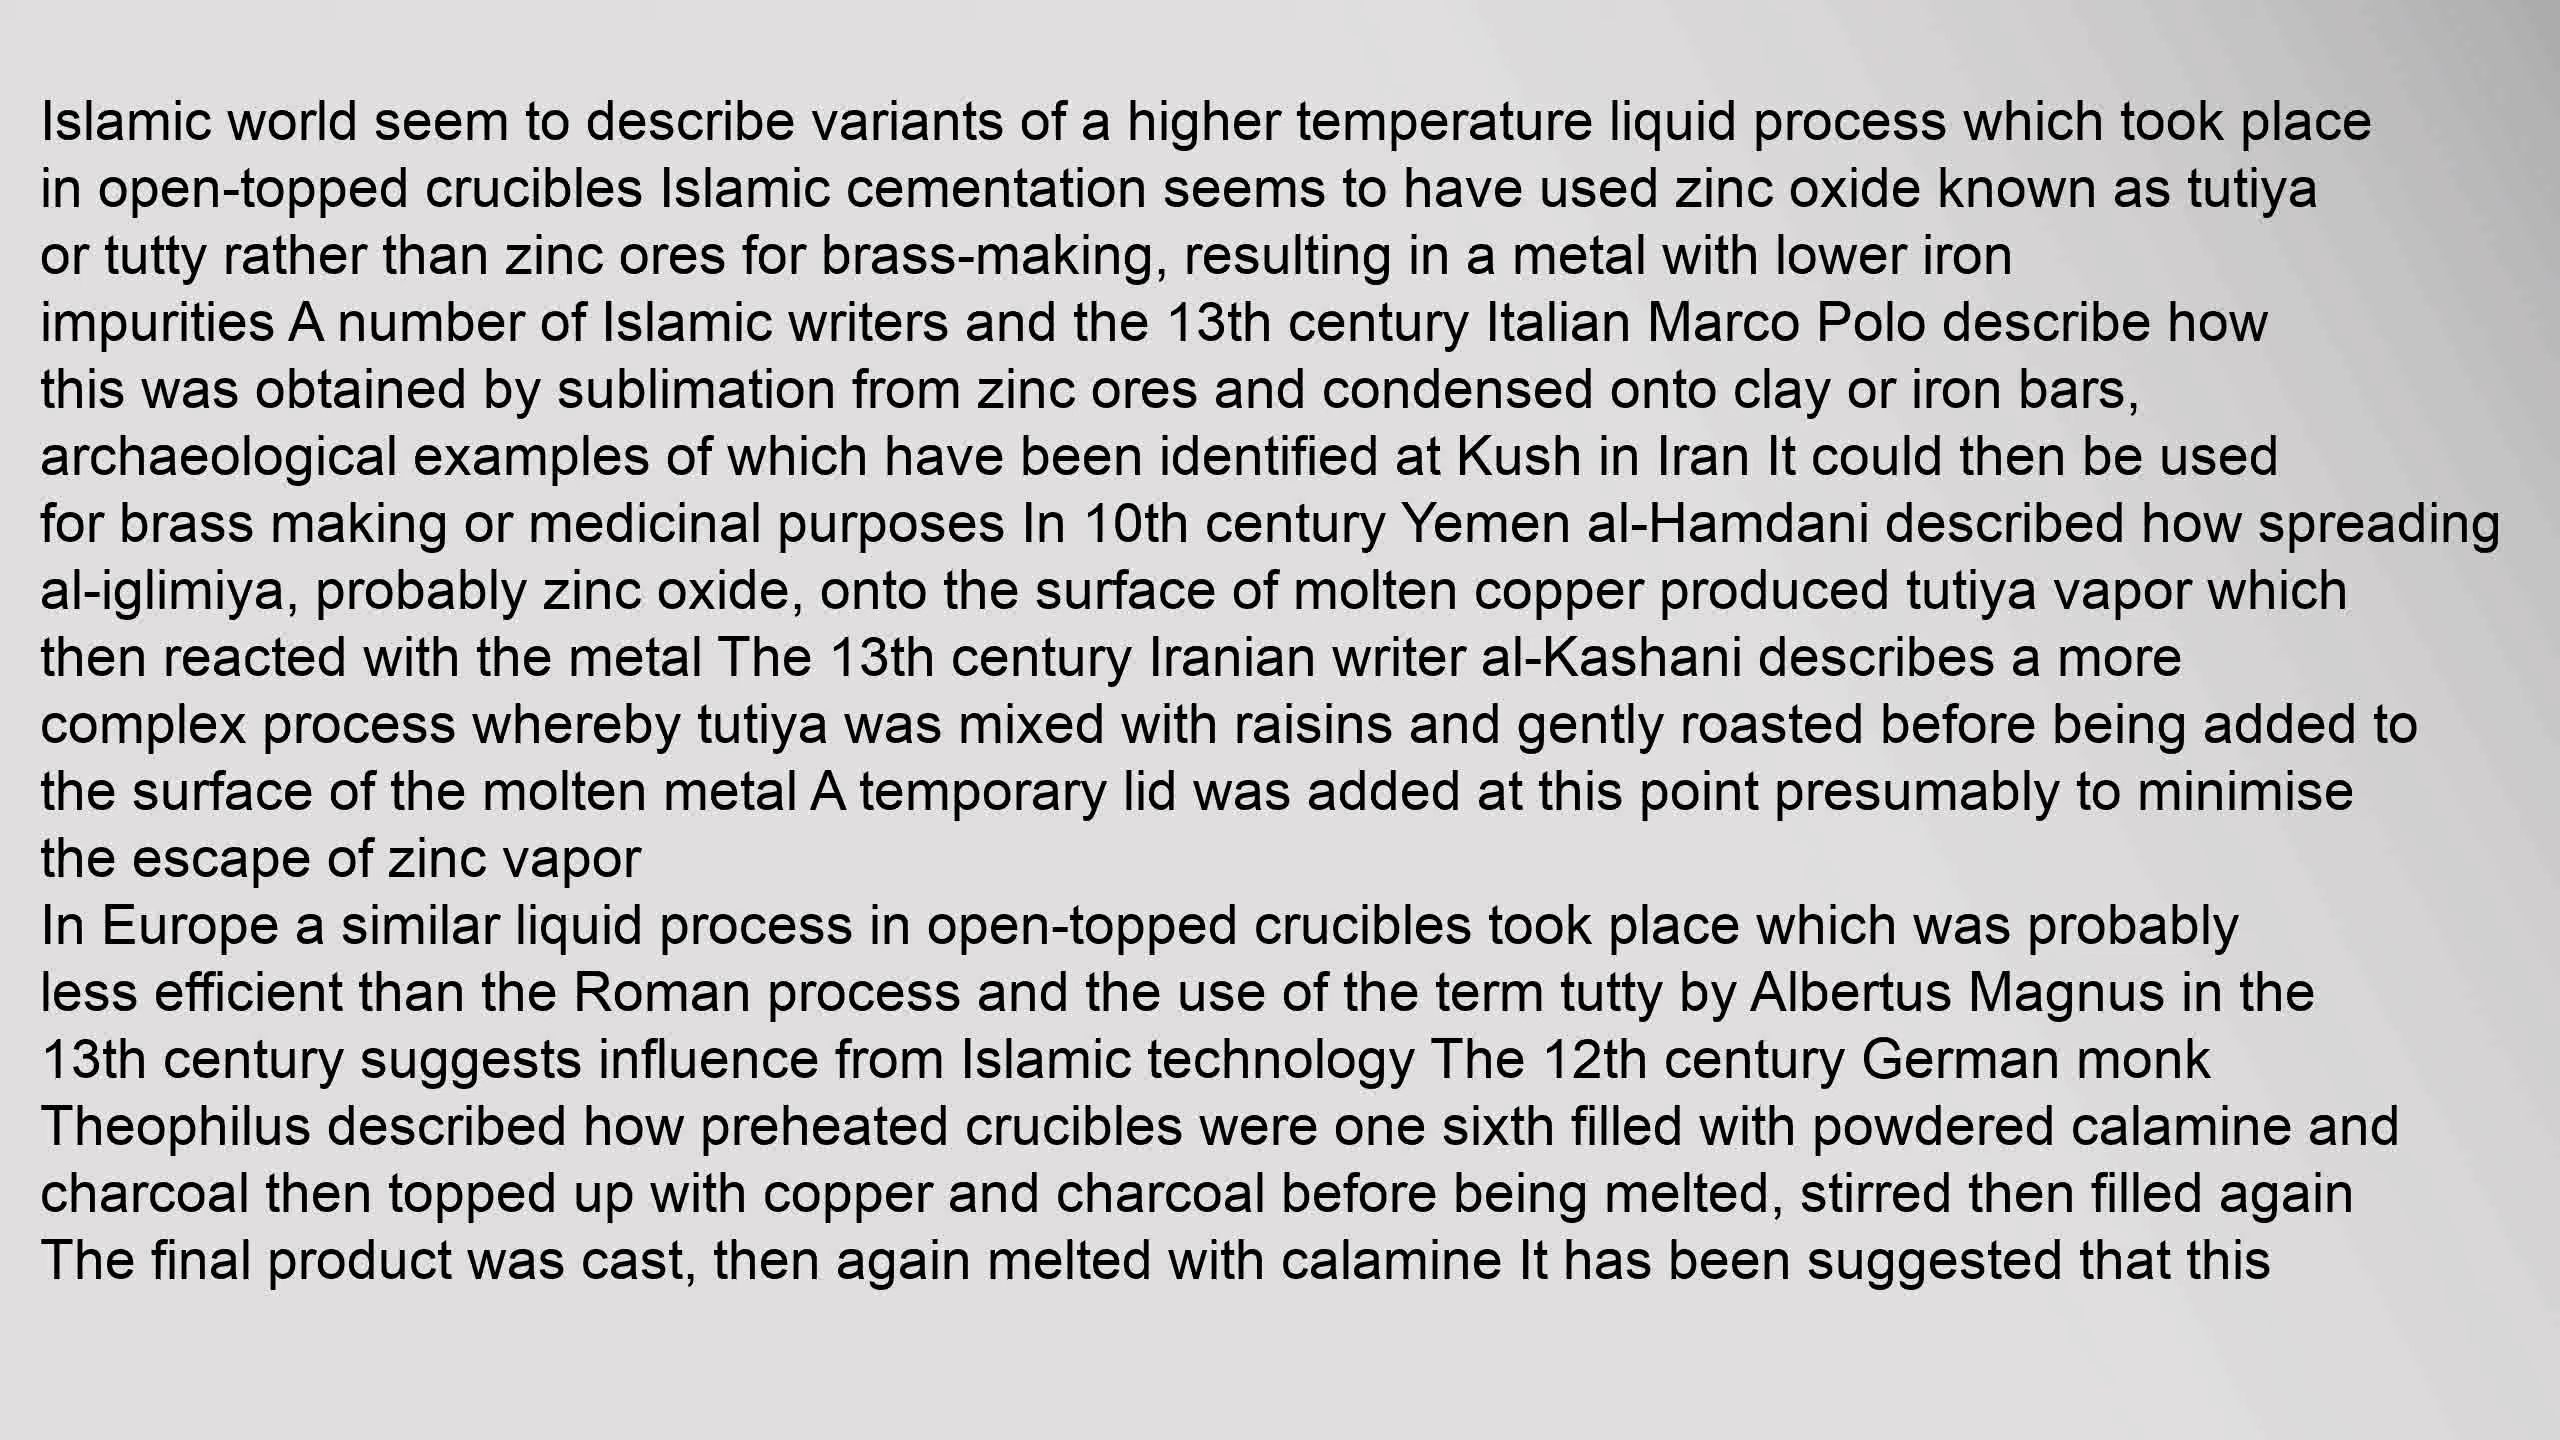 Islamic world seem to describe variants of a higher temperature liquid process which took place
in open-topped crucibles Islamic cementation seems to have used zinc oxide known as tutiya
or tutty rather than zinc ores for brass-making, resulting in a metal with lower iron
impurities A number of Islamic writers and the 13th century Italian Marco Polo describe how
this was obtained by sublimation from zinc ores and condensed onto clay or iron bars,
archaeological examples of which have been identified at Kush in Iran It could then be used
for brass making or medicinal purposes In 10th century Yemen al-Hamdani described how spreading
al-iglimiya, probably zinc oxide, onto the surface of molten copper produced tutiya vapor which
then reacted with the metal The 13th century Iranian writer al-Kashani describes a more
complex process whereby tutiya was mixed with raisins and gently roasted before being added to
the surface of the molten metal A temporary lid was added at this point presumably to minimise
the escape of zinc vapor
In Europe a similar liquid process in open-topped crucibles took place which was probably
less efficient than the Roman process and the use of the term tutty by Albertus Magnus in the
13th century suggests influence from Islamic technology The 12th century German monk
Theophilus described how preheated crucibles were one sixth filled with powdered calamine and
charcoal then topped up with copper and charcoal before being melted, stirred then filled again
The final product was cast, then again melted with calamine It has been suggested that this